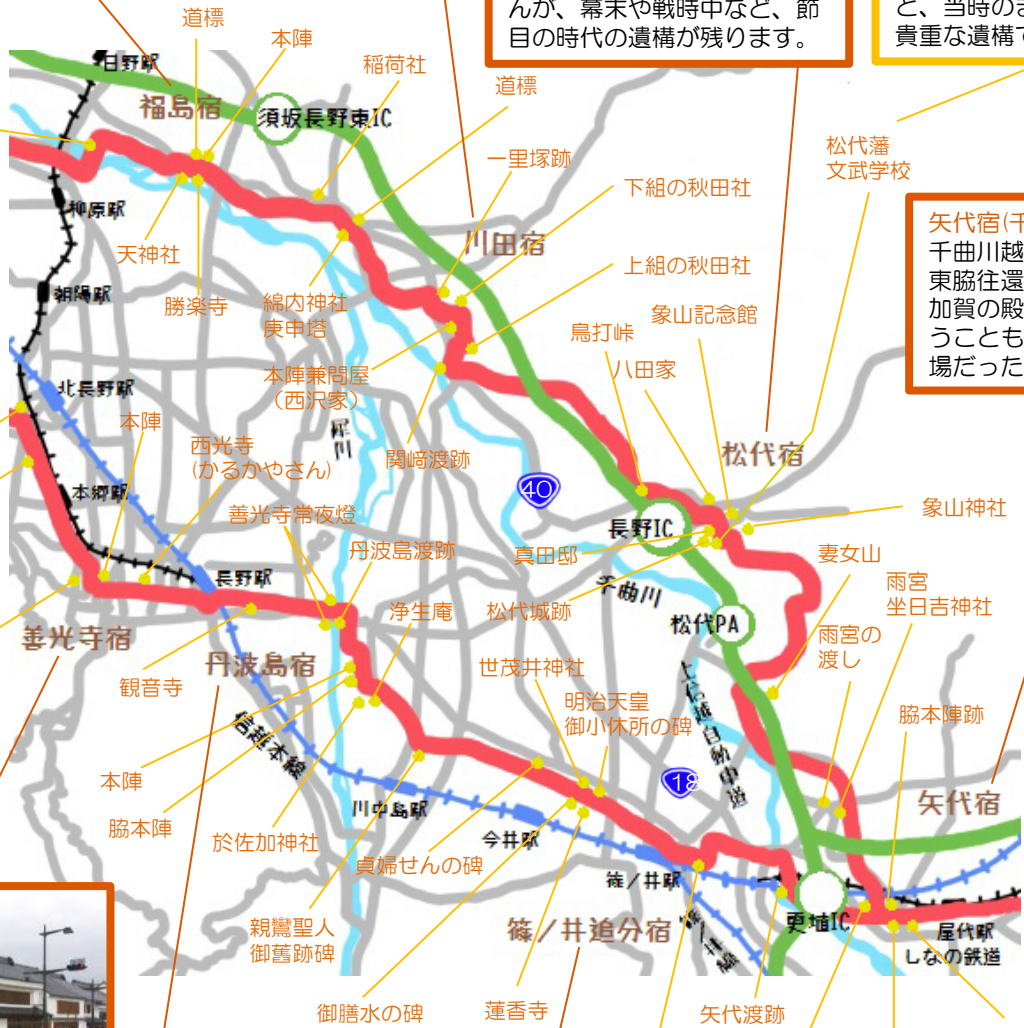 んが、幕末や戦時中など、節
目の時代の遺構が残ります。
と、当時のま
貴重な遺構で
道標
本陣
稲荷社
道標
日野駅
福島宿
須坂長野東IC
一里塚跡
松代藩
文武学校
下組の秋田社
柳原駅
天神社
川田宿
矢代宿(千
千曲川越
東脇往還
加賀の殿
うことも
場だった
上組の秋田社
朝陽駅
勝楽寺
綿内神社
庚申塔
象山記念館
鳥打峠
八田家
本陣兼問屋
(西沢家)
北長野駅
本陣
西光寺
(かるかやさん)
犀川
関﨑渡跡
松代宿
40
本郷駅
善光寺常夜燈
長野IC
象山神社
丹波島渡跡
真田邸
妻女山
長野駅
千曲川
雨宮
坐日吉神社
浄生庵
松代城跡
松代PA
善光寺宿
雨宮の
渡し
丹波島宿
観音寺
世茂井神社
明治天皇
御小休所の碑
上信越自動車道
脇本陣跡
信越本線
本陣
18
矢代宿
川中島駅
脇本陣
於佐加神社
今井駅
貞婦せんの碑
篠ノ井駅
親鸞聖人
御舊跡碑
篠ノ井追分宿
篠ノ井線
更埴IC
屋代駅
しなの鉄道
御膳水の碑
蓮香寺
矢代渡跡